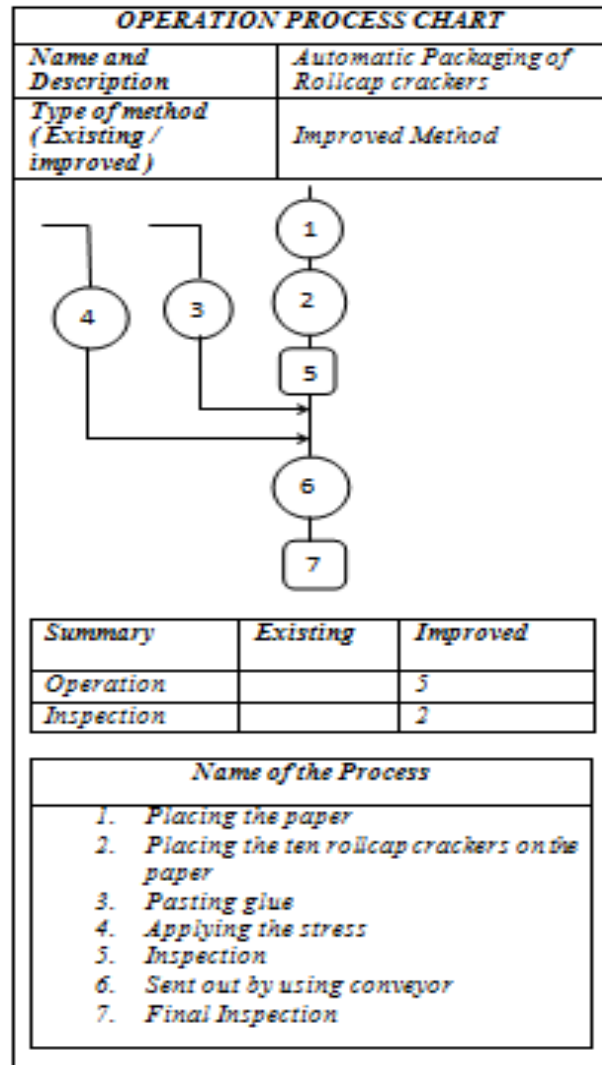 OPERATION PROCESS CHART
Name and Description
Automatic Packaging of Rollcap crackers
Type of method ( Existing / improved )
Improved Method
1
2
4
3
5
6
7
Summary Existing Improved
Operation 5
Inspection 2
Name of the Process
1. Placing the paper
2. Placing the ten rollcap crackers on the
paper
3. Pasting glue
4. Applying the stress
5. Inspection
6. Sent out by using conveyor
7. Final Inspection